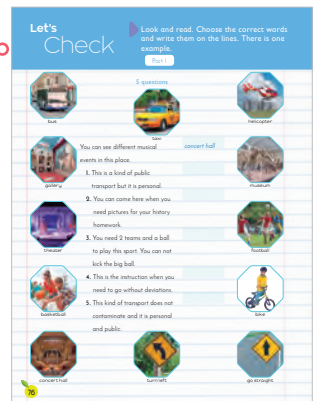 Let's
Check
Look and read. Choose the correct words
and write them on the lines. There is one
example.
Part 1
5 questions
bus
taxi
helicopter
You can see different musical
events in this place.
concert hall
gallery
museum
1. This is a kind of public
transport but it is personal.
2. You can come here when you
need pictures for your history
homework.
3. You need 2 teams and a ball
to play this sport. You can not
kick the big ball.
theater
football
4. This is the instruction when you
need to go without deviations.
5. This kind of transport does not
contaminate and it is personal
and public.
basketball
bike
concert hall
turn left
go straight
76